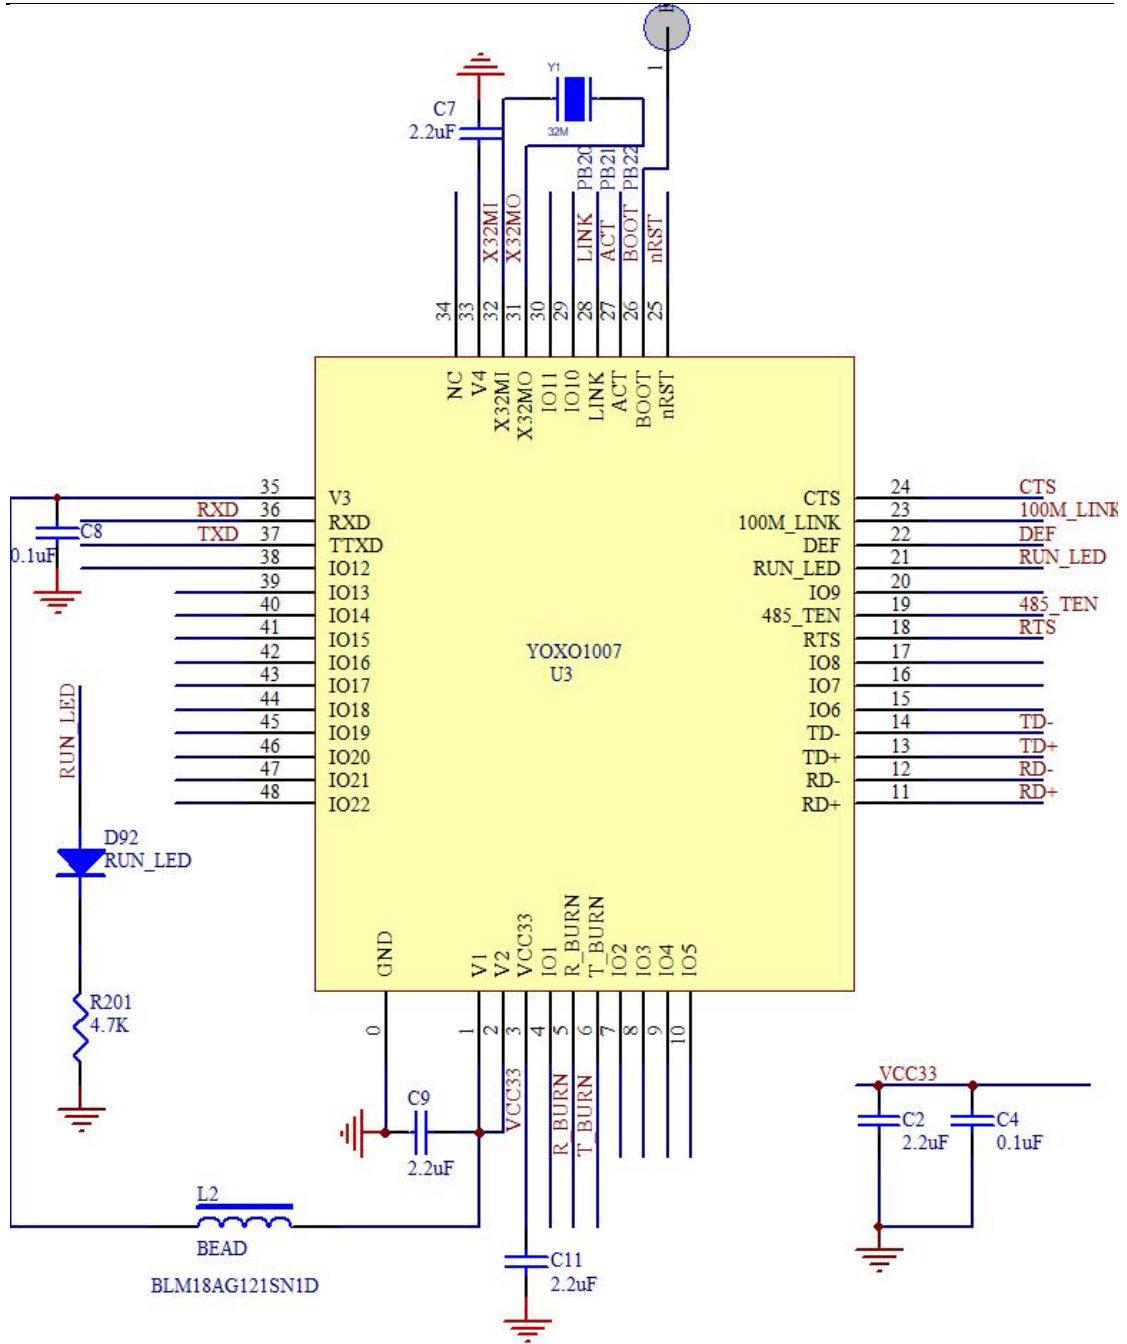 1
Y1
C7
2.2uF
32M
PB20
PB21
PB22
X32MI
X32MO
LINK
ACT
BOOT
nRST
34
33
32
31
30
29
28
27
26
25
NC
V4
X32MI
X32MO
IO11
IO10
LINK
ACT
BOOT
nRST
35 V3
RXD 36 RXD
TXD 37 TTXD
38 IO12
39 IO13
40 IO14
41 IO15
42 IO16
43 IO17
44 IO18
45 IO19
46 IO20
47 IO21
48 IO22
C8
0.1uF
YOXO1007
U3
CTS 24 CTS
100M_LINK 23 100M_LINK
DEF 22 DEF
RUN_LED 21 RUN_LED
IO9 20
485_TEN 19 485_TEN
RTS 18 RTS
IO8 17
IO7 16
IO6 15
TD- 14 TD-
TD+ 13 TD+
RD- 12 RD-
RD+ 11 RD+
RUN_LED
D92
RUN_LED
R201
4.7K
GND
V1
V2
VCC33
IO1
R_BURN
T_BURN
IO2
IO3
IO4
IO5
0
1
2
3
4
5
6
7
8
9
10
VCC33
R_BURN
T_BURN
C9
2.2uF
L2
BEAD
BLM18AG121SN1D
C11
2.2uF
VCC33
C2
2.2uF
C4
0.1uF